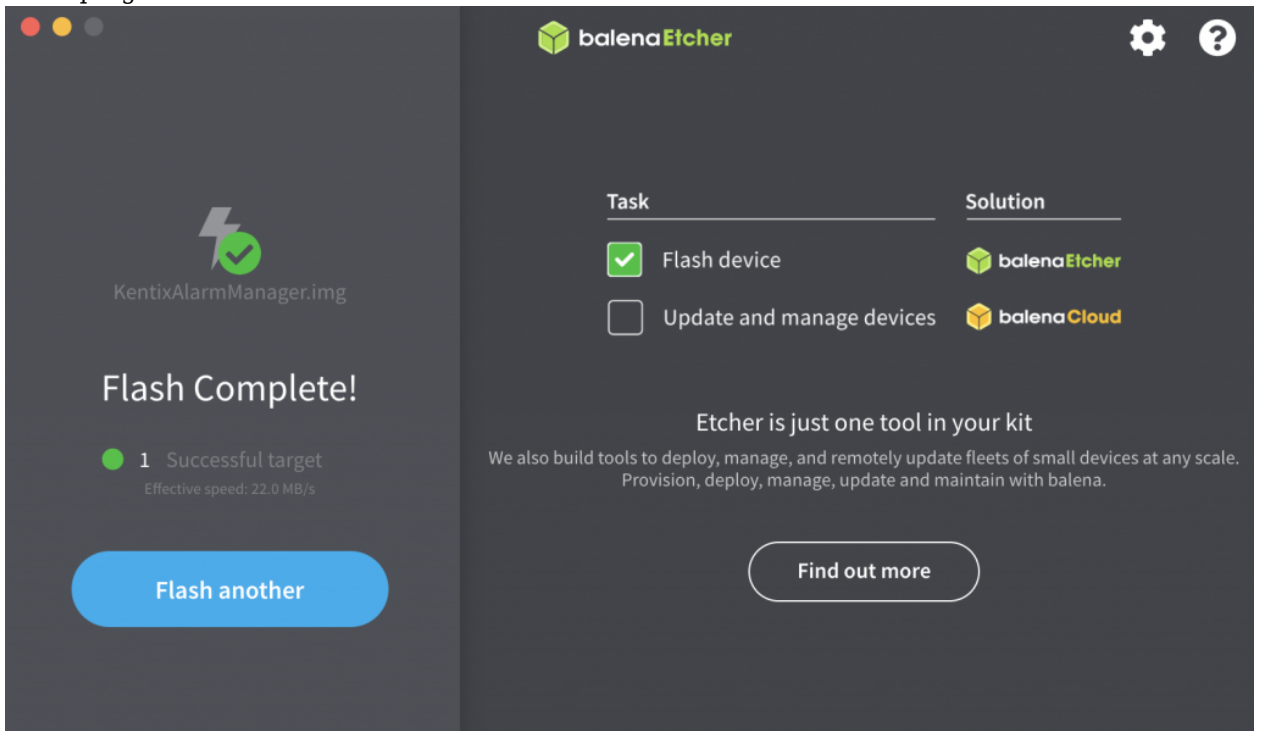 balenaEtcher
KentixAlarmManager.img
Flash Complete!
1 Successful target
Effective speed: 22.0 MB/s
Flash another
Task Solution
Flash device balenaEtcher
Update and manage devices balenaCloud
Etcher is just one tool in your kit
We also build tools to deploy, manage, and remotely update fleets of small devices at any scale.
Provision, deploy, manage, update and maintain with balena.
Find out more